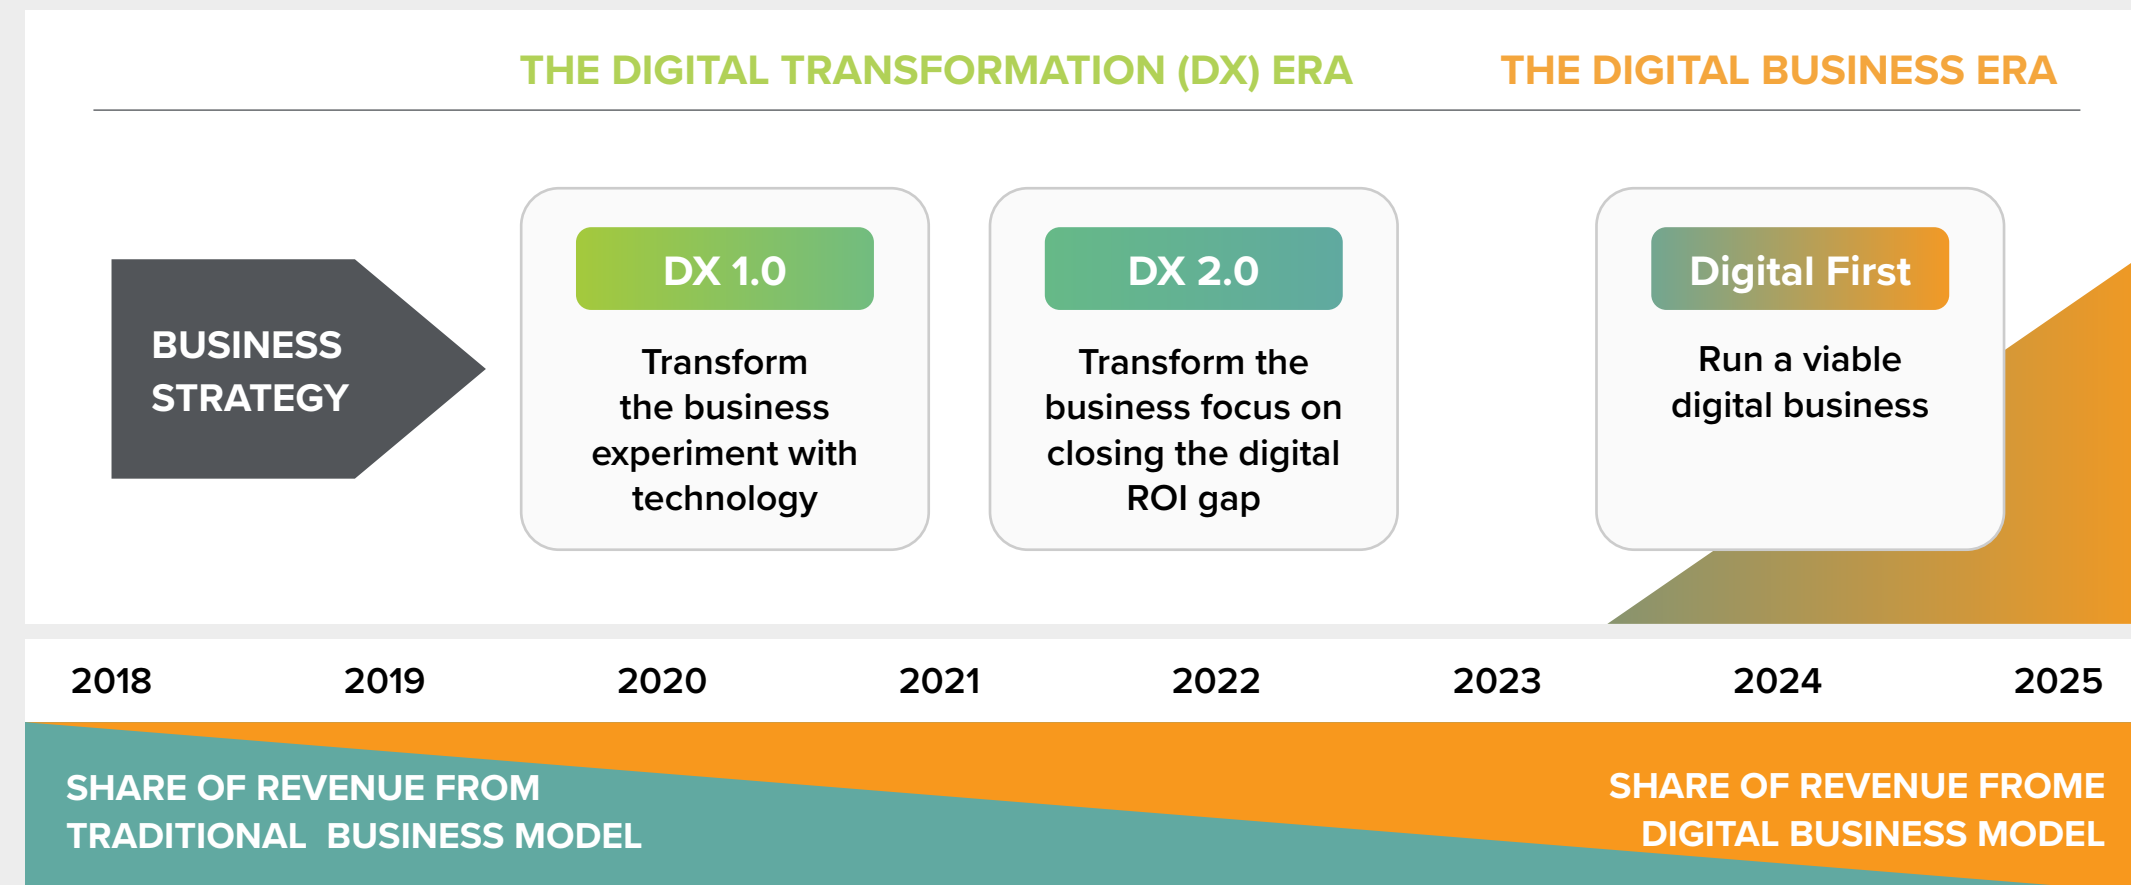 THE DIGITAL TRANSFORMATION (DX) ERA
THE DIGITAL BUSINESS ERA
BUSINESS
STRATEGY
DX 1.0
Transform
the business
experiment with
technology
DX 2.0
Transform the
business focus on
closing the digital
ROI gap
Digital First
Run a viable
digital business
2018 2019 2020 2021 2022 2023 2024 2025
SHARE OF REVENUE FROM
TRADITIONAL BUSINESS MODEL
SHARE OF REVENUE FROME
DIGITAL BUSINESS MODEL